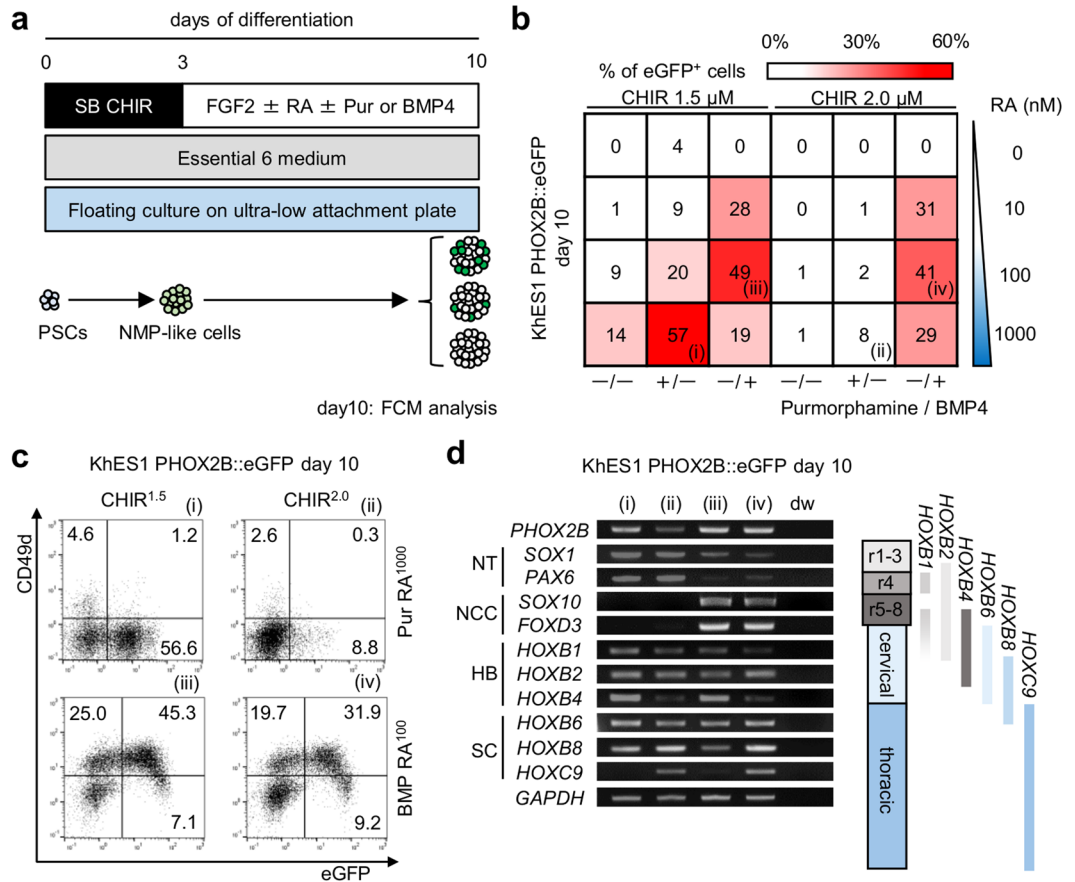 a
days of differentiation
0 3 10
SB CHIR
FGF2 ± RA ± Pur or BMP4
Essential 6 medium
Floating culture on ultra-low attachment plate
PSCs
NMP-like cells
day10: FCM analysis
b
0% 30% 60%
% of eGFP+ cells
CHIR 1.5 µM CHIR 2.0 µM
RA (nM)
KhES1 PHOX2B::eGFP
day 10
0 4 0 0 0 0 0
1 9 28 0 1 31 10
9 20 49 (iii) 1 2 41 (iv) 100
14 57 (i) 19 1 8 (ii) 29 1000
−/− +/− −/+ −/− +/− −/+
Purmorphamine / BMP4
c
KhES1 PHOX2B::eGFP day 10
CHIR1.5 (i) CHIR2.0 (ii)
CD49d
4.6 1.2
56.6
2.6 0.3
8.8
Pur RA1000
(iii) (iv)
25.0 45.3
7.1
19.7 31.9
9.2
BMP RA100
eGFP
d
KhES1 PHOX2B::eGFP day 10
(i) (ii) (iii) (iv) dw
PHOX2B
NT
SOX1
PAX6
NCC
SOX10
FOXD3
HB
HOXB1
HOXB2
HOXB4
SC
HOXB6
HOXB8
HOXC9
GAPDH
r1-3
r4
r5-8
cervical
thoracic
HOXB1
HOXB2
HOXB4
HOXB6
HOXB8
HOXC9